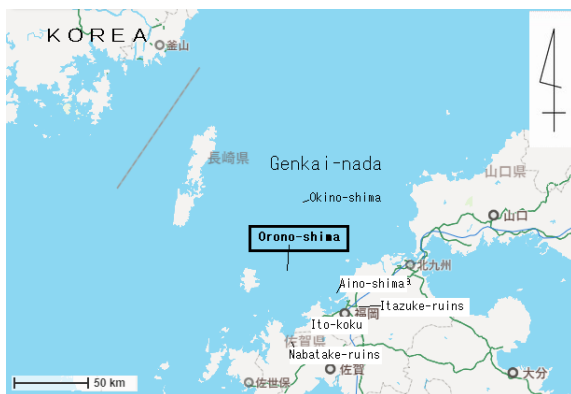 KOREA
釜山
長崎県
Genkai-nada
山口県
Okino-shima
山口
Orono-shima
北九州
Aino-shima
Itazuke-ruins
福岡
Ito-koku
佐賀県
Nabatake-ruins
佐世保
佐賀
大分
50 km